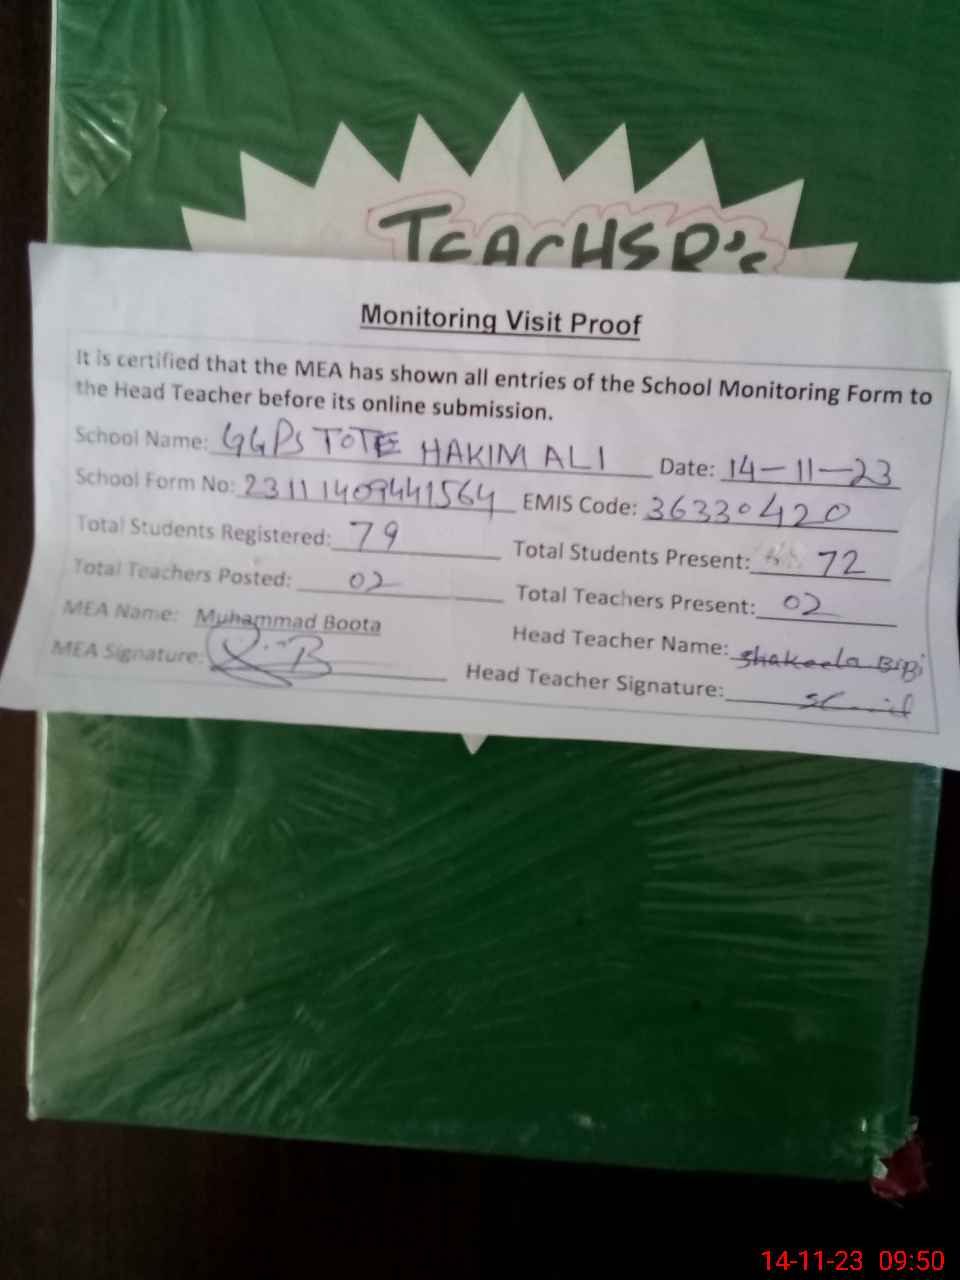 TEACHER's
Monitoring Visit Proof
It is certified that the MEA has shown all entries of the School Monitoring Form to
the Head Teacher before its online submission.
School Name: GGPS TOTE HAKIM ALI Date: 14-11-23
School Form No: 23111409441564 EMIS Code: 36330420
Total Students Registered: 79 Total Students Present: 72
Total Teachers Posted: 02 Total Teachers Present: 02
MEA Name: Muhammad Boota Head Teacher Name: Shakeela BiBi
MEA Signature: Head Teacher Signature:
14-11-23 09:50